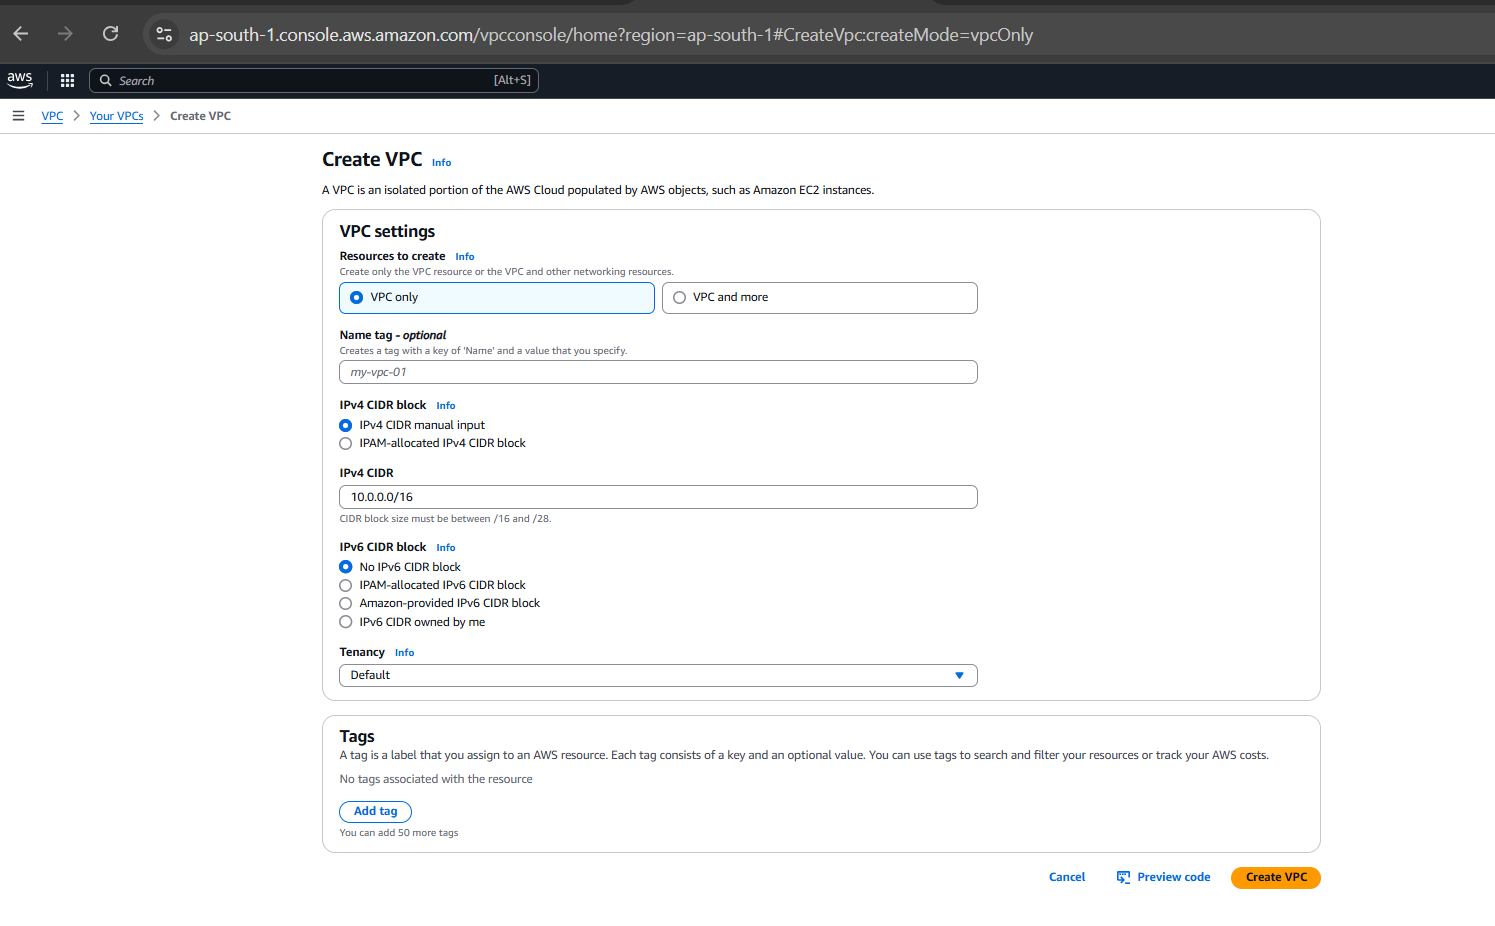 ap-south-1.console.aws.amazon.com/vpcconsole/home?region=ap-south-1#CreateVpc:createMode=vpcOnly
aws Search [Alt+S]
VPC > Your VPCs > Create VPC
Create VPC Info
A VPC is an isolated portion of the AWS Cloud populated by AWS objects, such as Amazon EC2 instances.
VPC settings
Resources to create Info
Create only the VPC resource or the VPC and other networking resources.
VPC only VPC and more
Name tag - optional
Creates a tag with a key of 'Name' and a value that you specify.
my-vpc-01
IPv4 CIDR block Info
IPv4 CIDR manual input
IPAM-allocated IPv4 CIDR block
IPv4 CIDR
10.0.0.0/16
CIDR block size must be between /16 and /28.
IPv6 CIDR block Info
No IPv6 CIDR block
IPAM-allocated IPv6 CIDR block
Amazon-provided IPv6 CIDR block
IPv6 CIDR owned by me
Tenancy Info
Default
Tags
A tag is a label that you assign to an AWS resource. Each tag consists of a key and an optional value. You can use tags to search and filter your resources or track your AWS costs.
No tags associated with the resource
Add tag
You can add 50 more tags
Cancel Preview code Create VPC